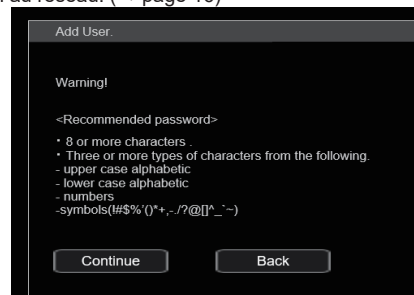 Add User.
Warning!
<Recommended password>
・8 or more characters .
・Three or more types of characters from the following.
- upper case alphabetic
- lower case alphabetic
- numbers
-symbols(!#$%'()*+,-./?@[]^_`~)
Continue Back